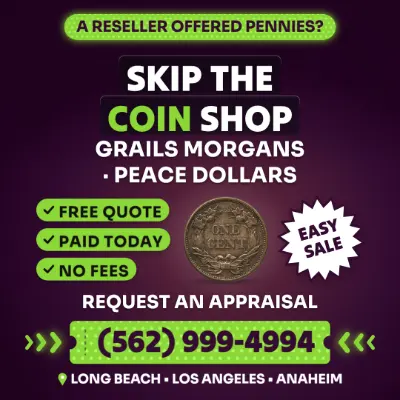 A RESELLER OFFERED PENNIES?
SKIP THE
COIN SHOP
GRAILS MORGANS
· PEACE DOLLARS
✓ FREE QUOTE
✓ PAID TODAY
✓ NO FEES
ONE
CENT
EASY
SALE
REQUEST AN APPRAISAL
(562) 999-4994
LONG BEACH • LOS ANGELES • ANAHEIM